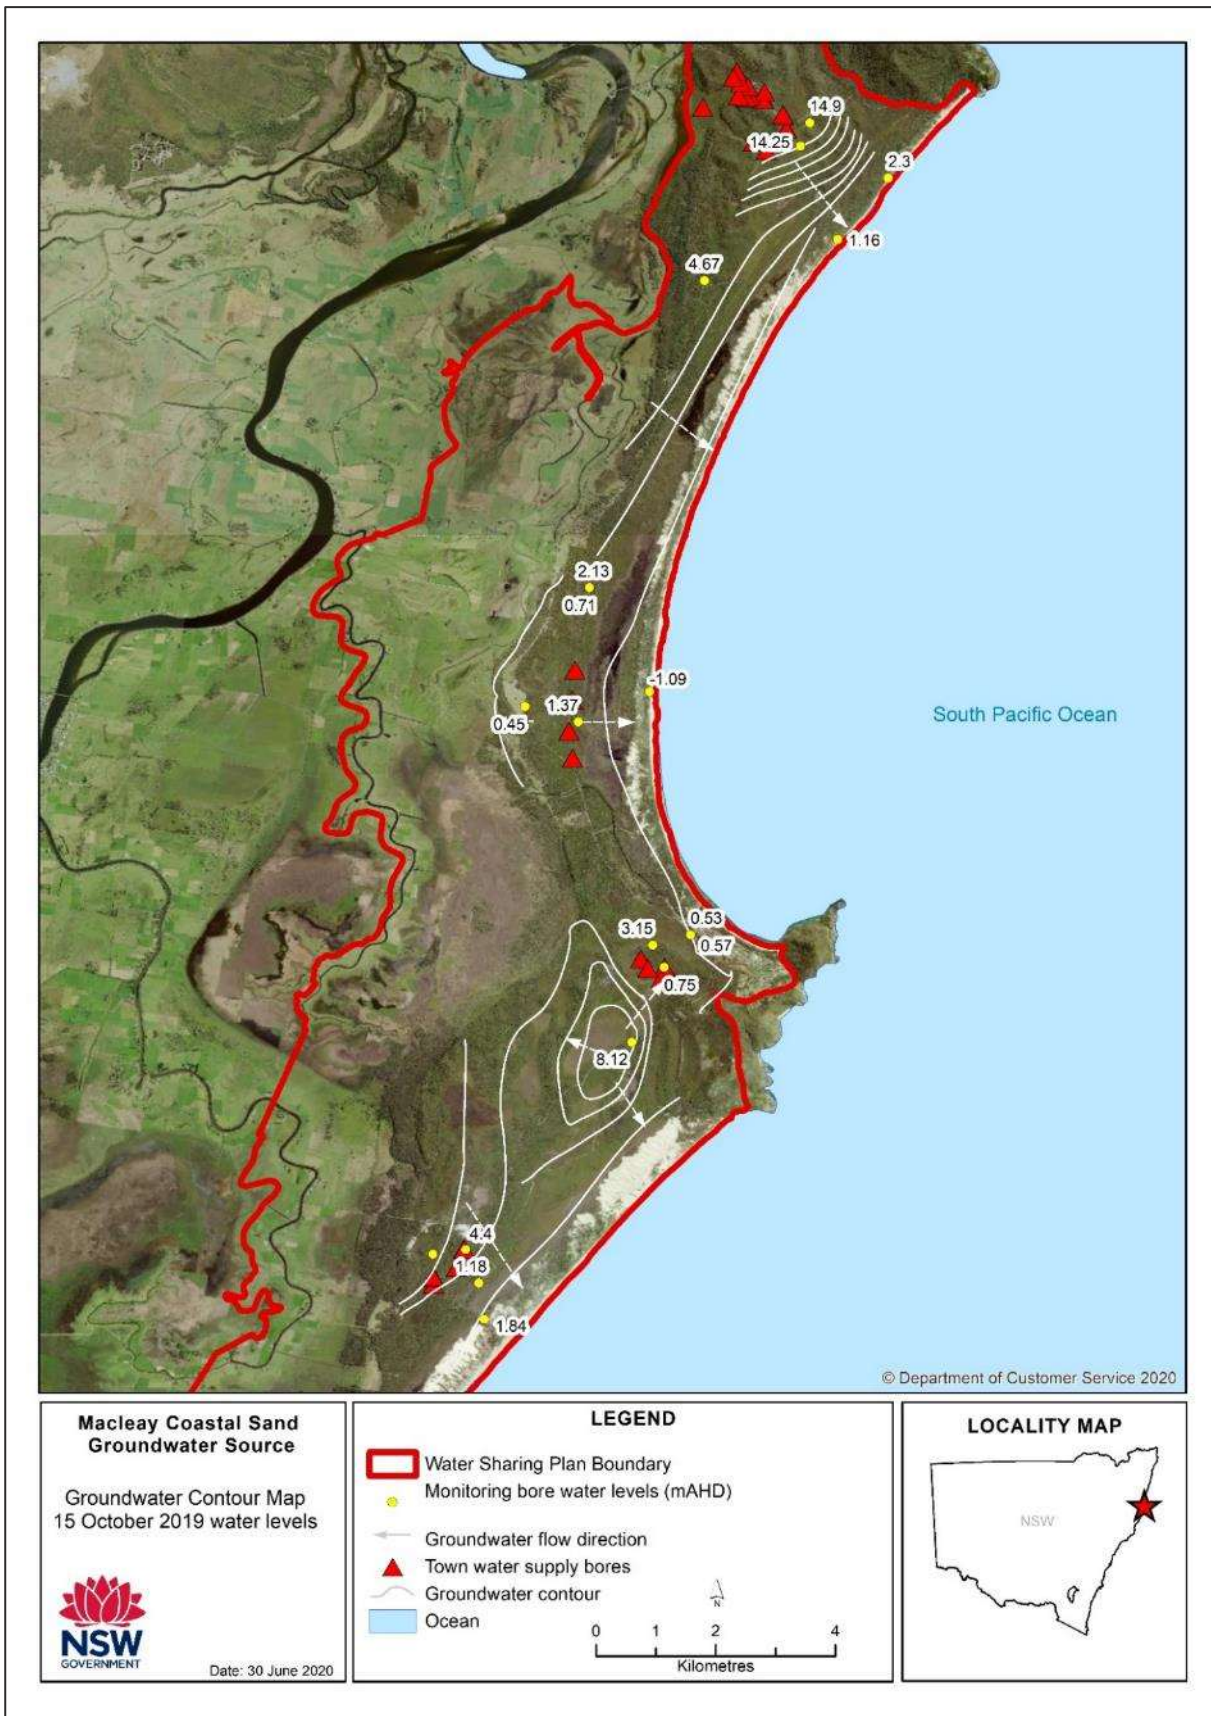 14.9
14.25
2.3
1.16
4.67
2.13
0.71
-1.09
1.37
0.45
South Pacific Ocean
0.53
3.15
0.57
0.75
8.12
4.4
1.18
1.84
© Department of Customer Service 2020
Macleay Coastal Sand
Groundwater Source
Groundwater Contour Map
15 October 2019 water levels
NSW
GOVERNMENT
Date: 30 June 2020
LEGEND
Water Sharing Plan Boundary
Monitoring bore water levels (mAHD)
Groundwater flow direction
Town water supply bores
Groundwater contour
Ocean
N
0 1 2 4
Kilometres
LOCALITY MAP
NSW